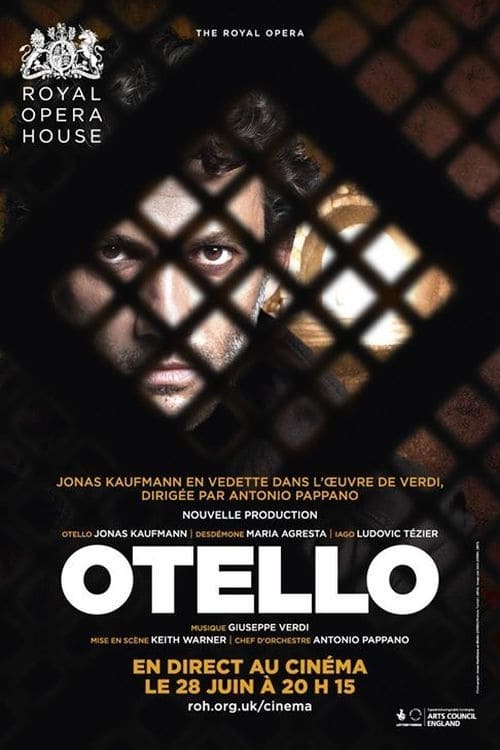 THE ROYAL OPERA
ROYAL
OPERA
HOUSE
JONAS KAUFMANN EN VEDETTE DANS L'ŒUVRE DE VERDI,
DIRIGÉE PAR ANTONIO PAPPANO
NOUVELLE PRODUCTION
OTELLO JONAS KAUFMANN | DESDÉMONE MARIA AGRESTA | IAGO LUDOVIC TÉZIER
OTELLO
MUSIQUE GIUSEPPE VERDI
MISE EN SCÈNE KEITH WARNER | CHEF D'ORCHESTRE ANTONIO PAPPANO
EN DIRECT AU CINÉMA
LE 28 JUIN À 20 H 15
roh.org.uk/cinema
ARTS COUNCIL
ENGLAND